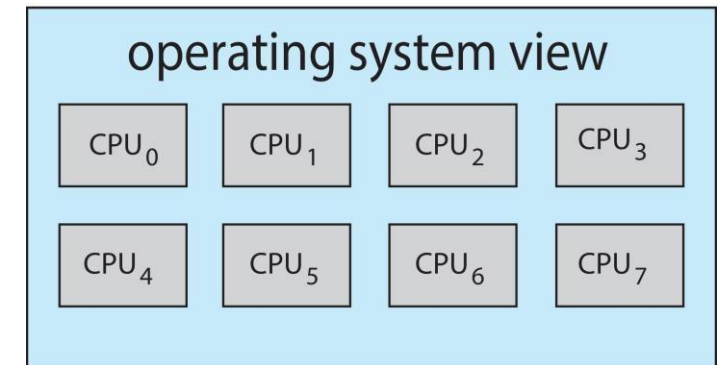 operating system view
CPU₀ CPU₁ CPU₂ CPU₃
CPU₄ CPU₅ CPU₆ CPU₇